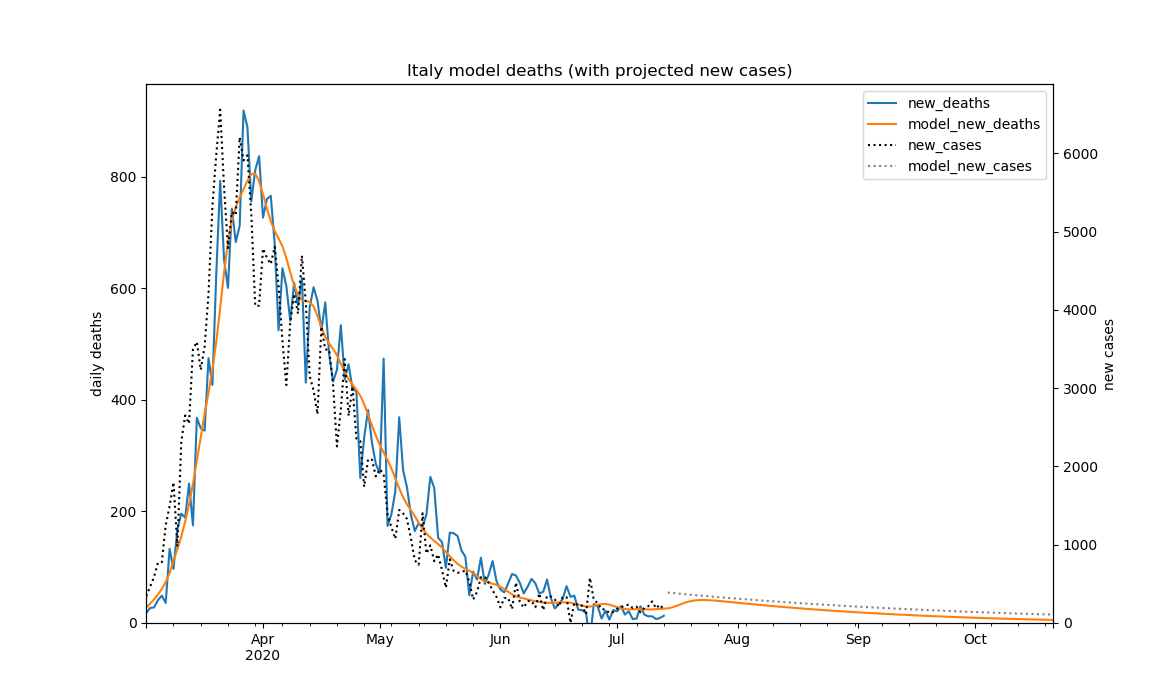 Italy model deaths (with projected new cases)
new_deaths
model_new_deaths
new_cases
model_new_cases
daily deaths
800
600
400
200
0
new cases
6000
5000
4000
3000
2000
1000
0
Apr
2020
May
Jun
Jul
Aug
Sep
Oct